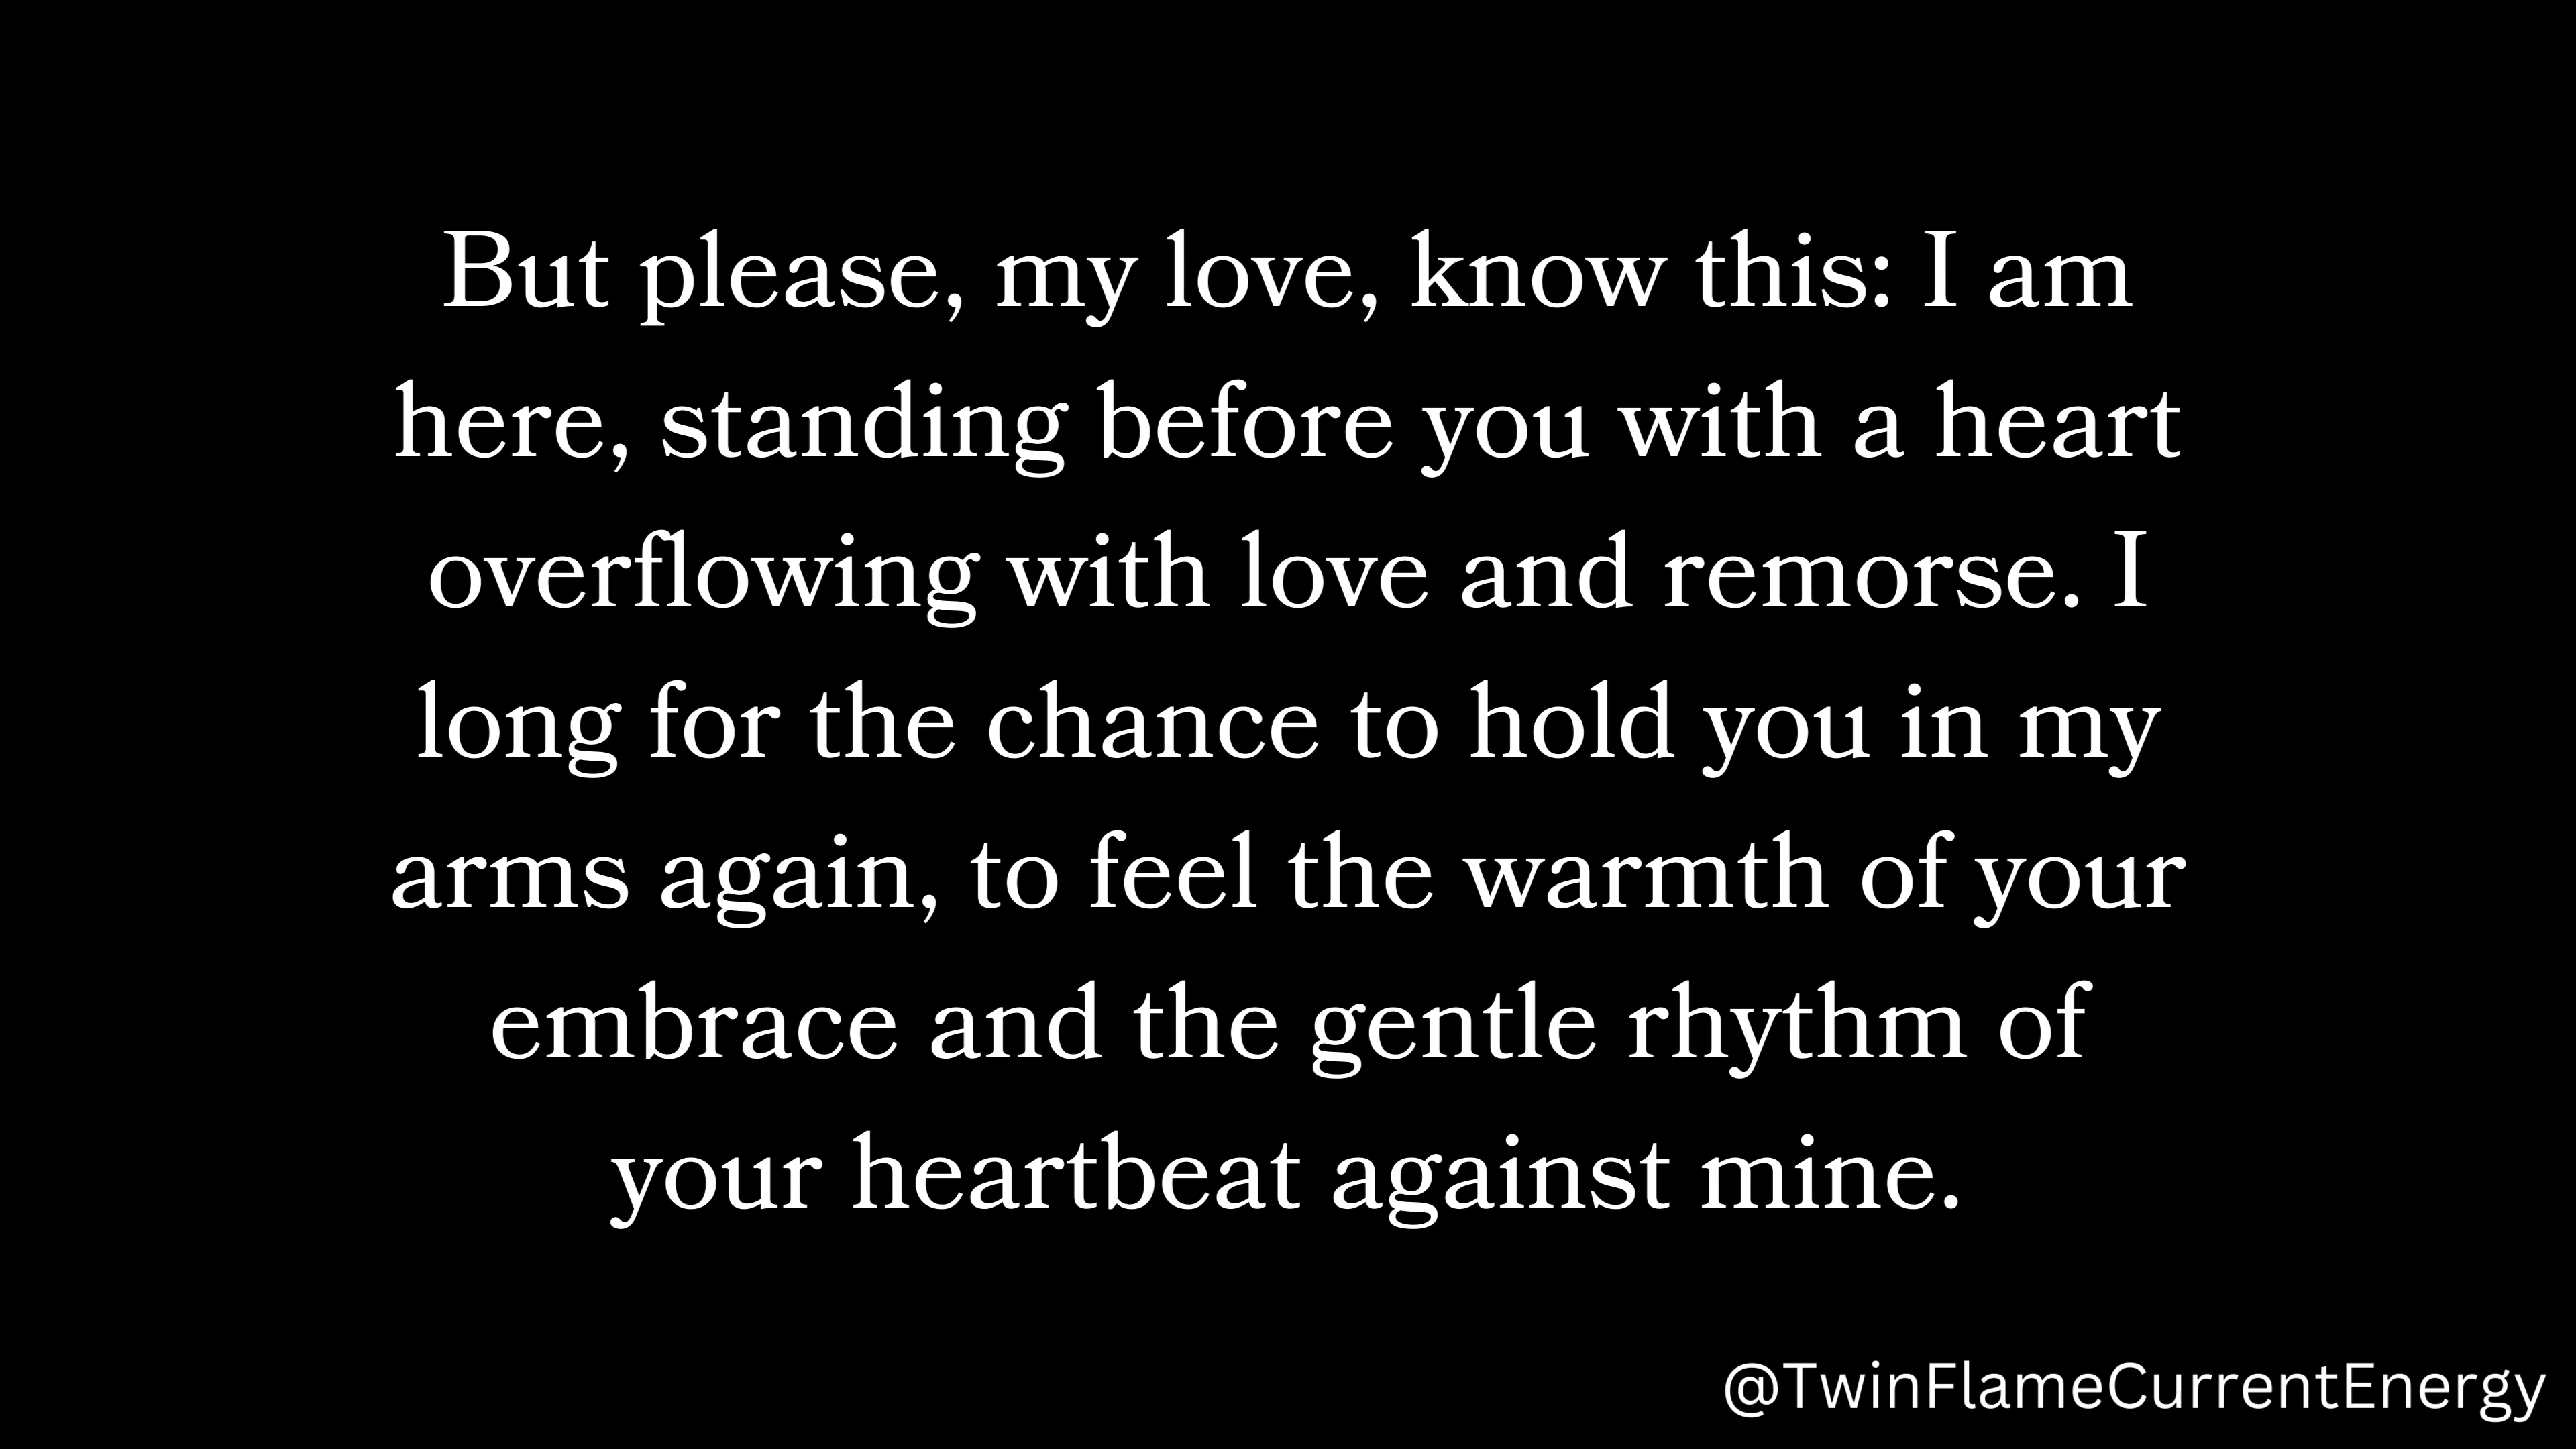 But please, my love, know this: I am
here, standing before you with a heart
overflowing with love and remorse. I
long for the chance to hold you in my
arms again, to feel the warmth of your
embrace and the gentle rhythm of
your heartbeat against mine.
@TwinFlameCurrentEnergy